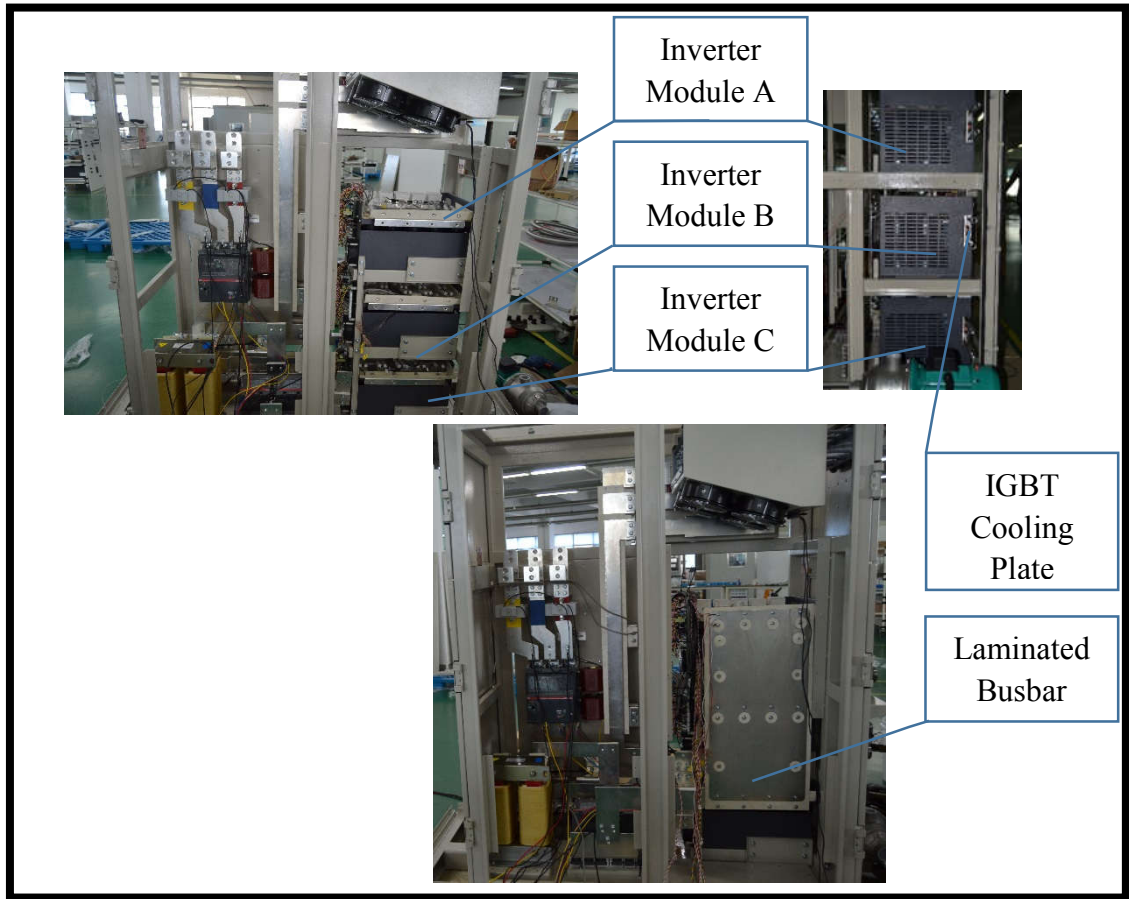 Inverter
Module A
Inverter
Module B
Inverter
Module C
IGBT
Cooling
Plate
Laminated
Busbar